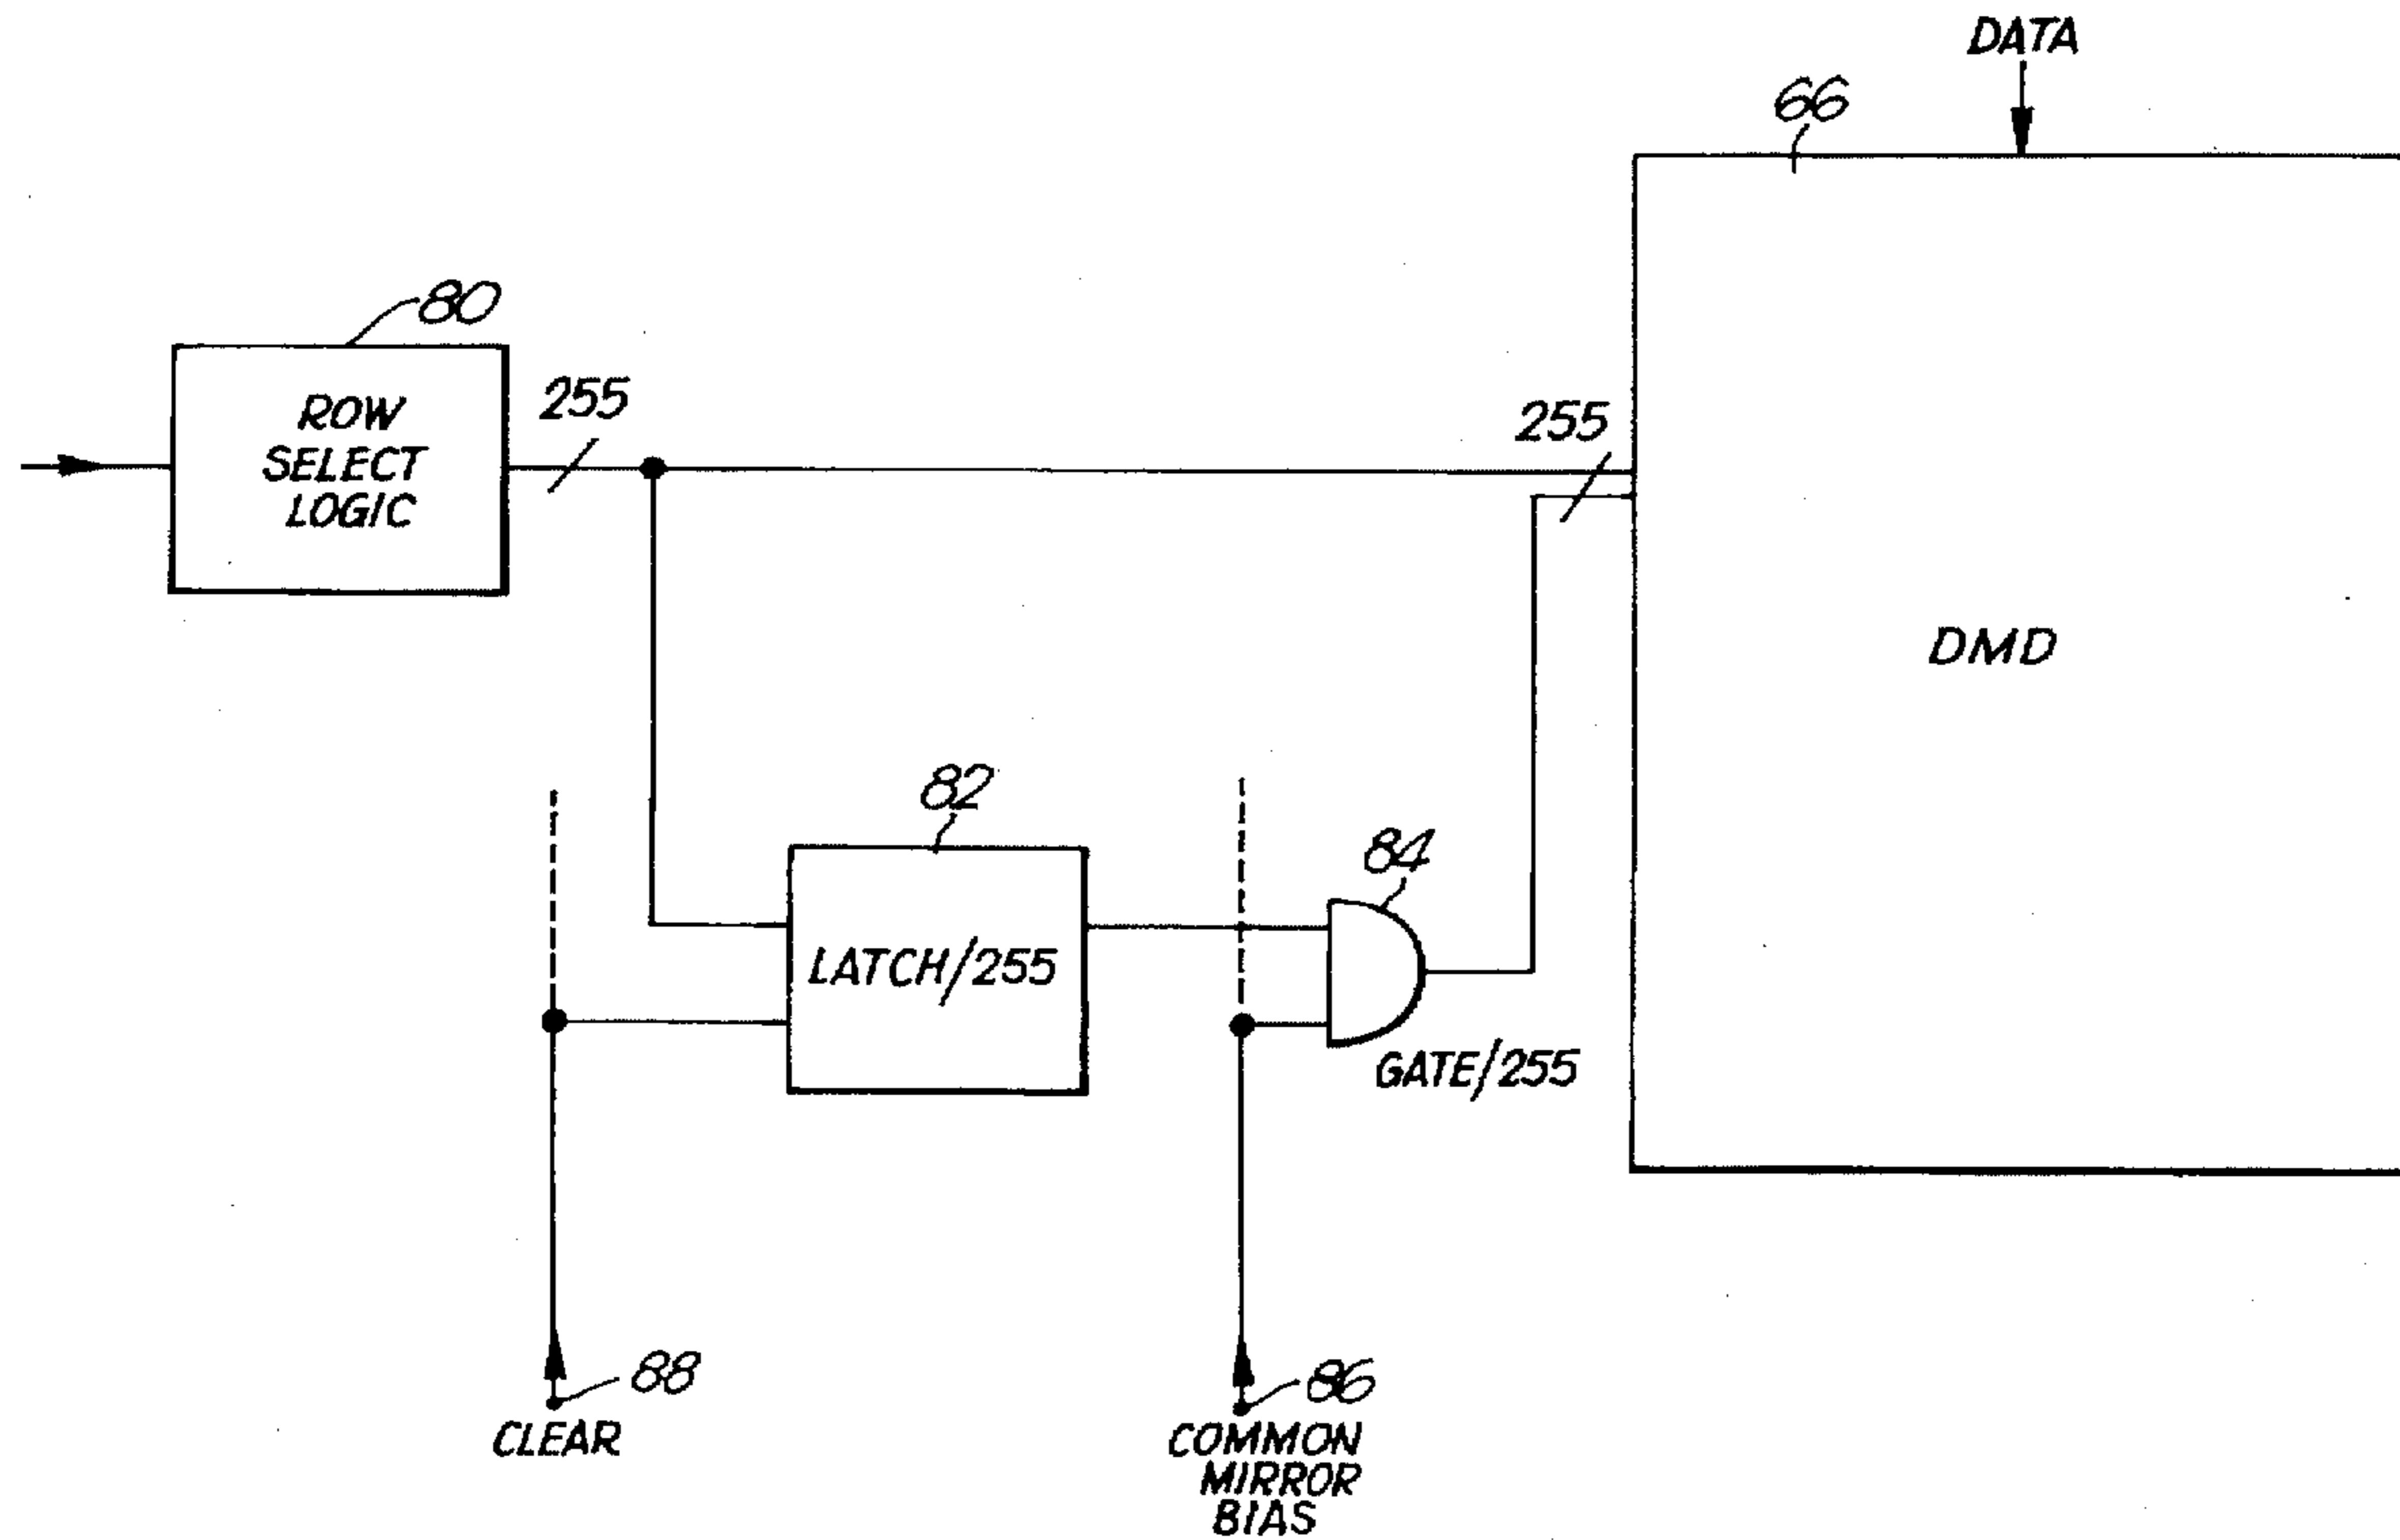 DATA
66
80
ROW
SELECT
LOGIC
255
255
DMD
82
LATCH/255
84
GATE/255
88
CLEAR
86
COMMON
MIRROR
BIAS